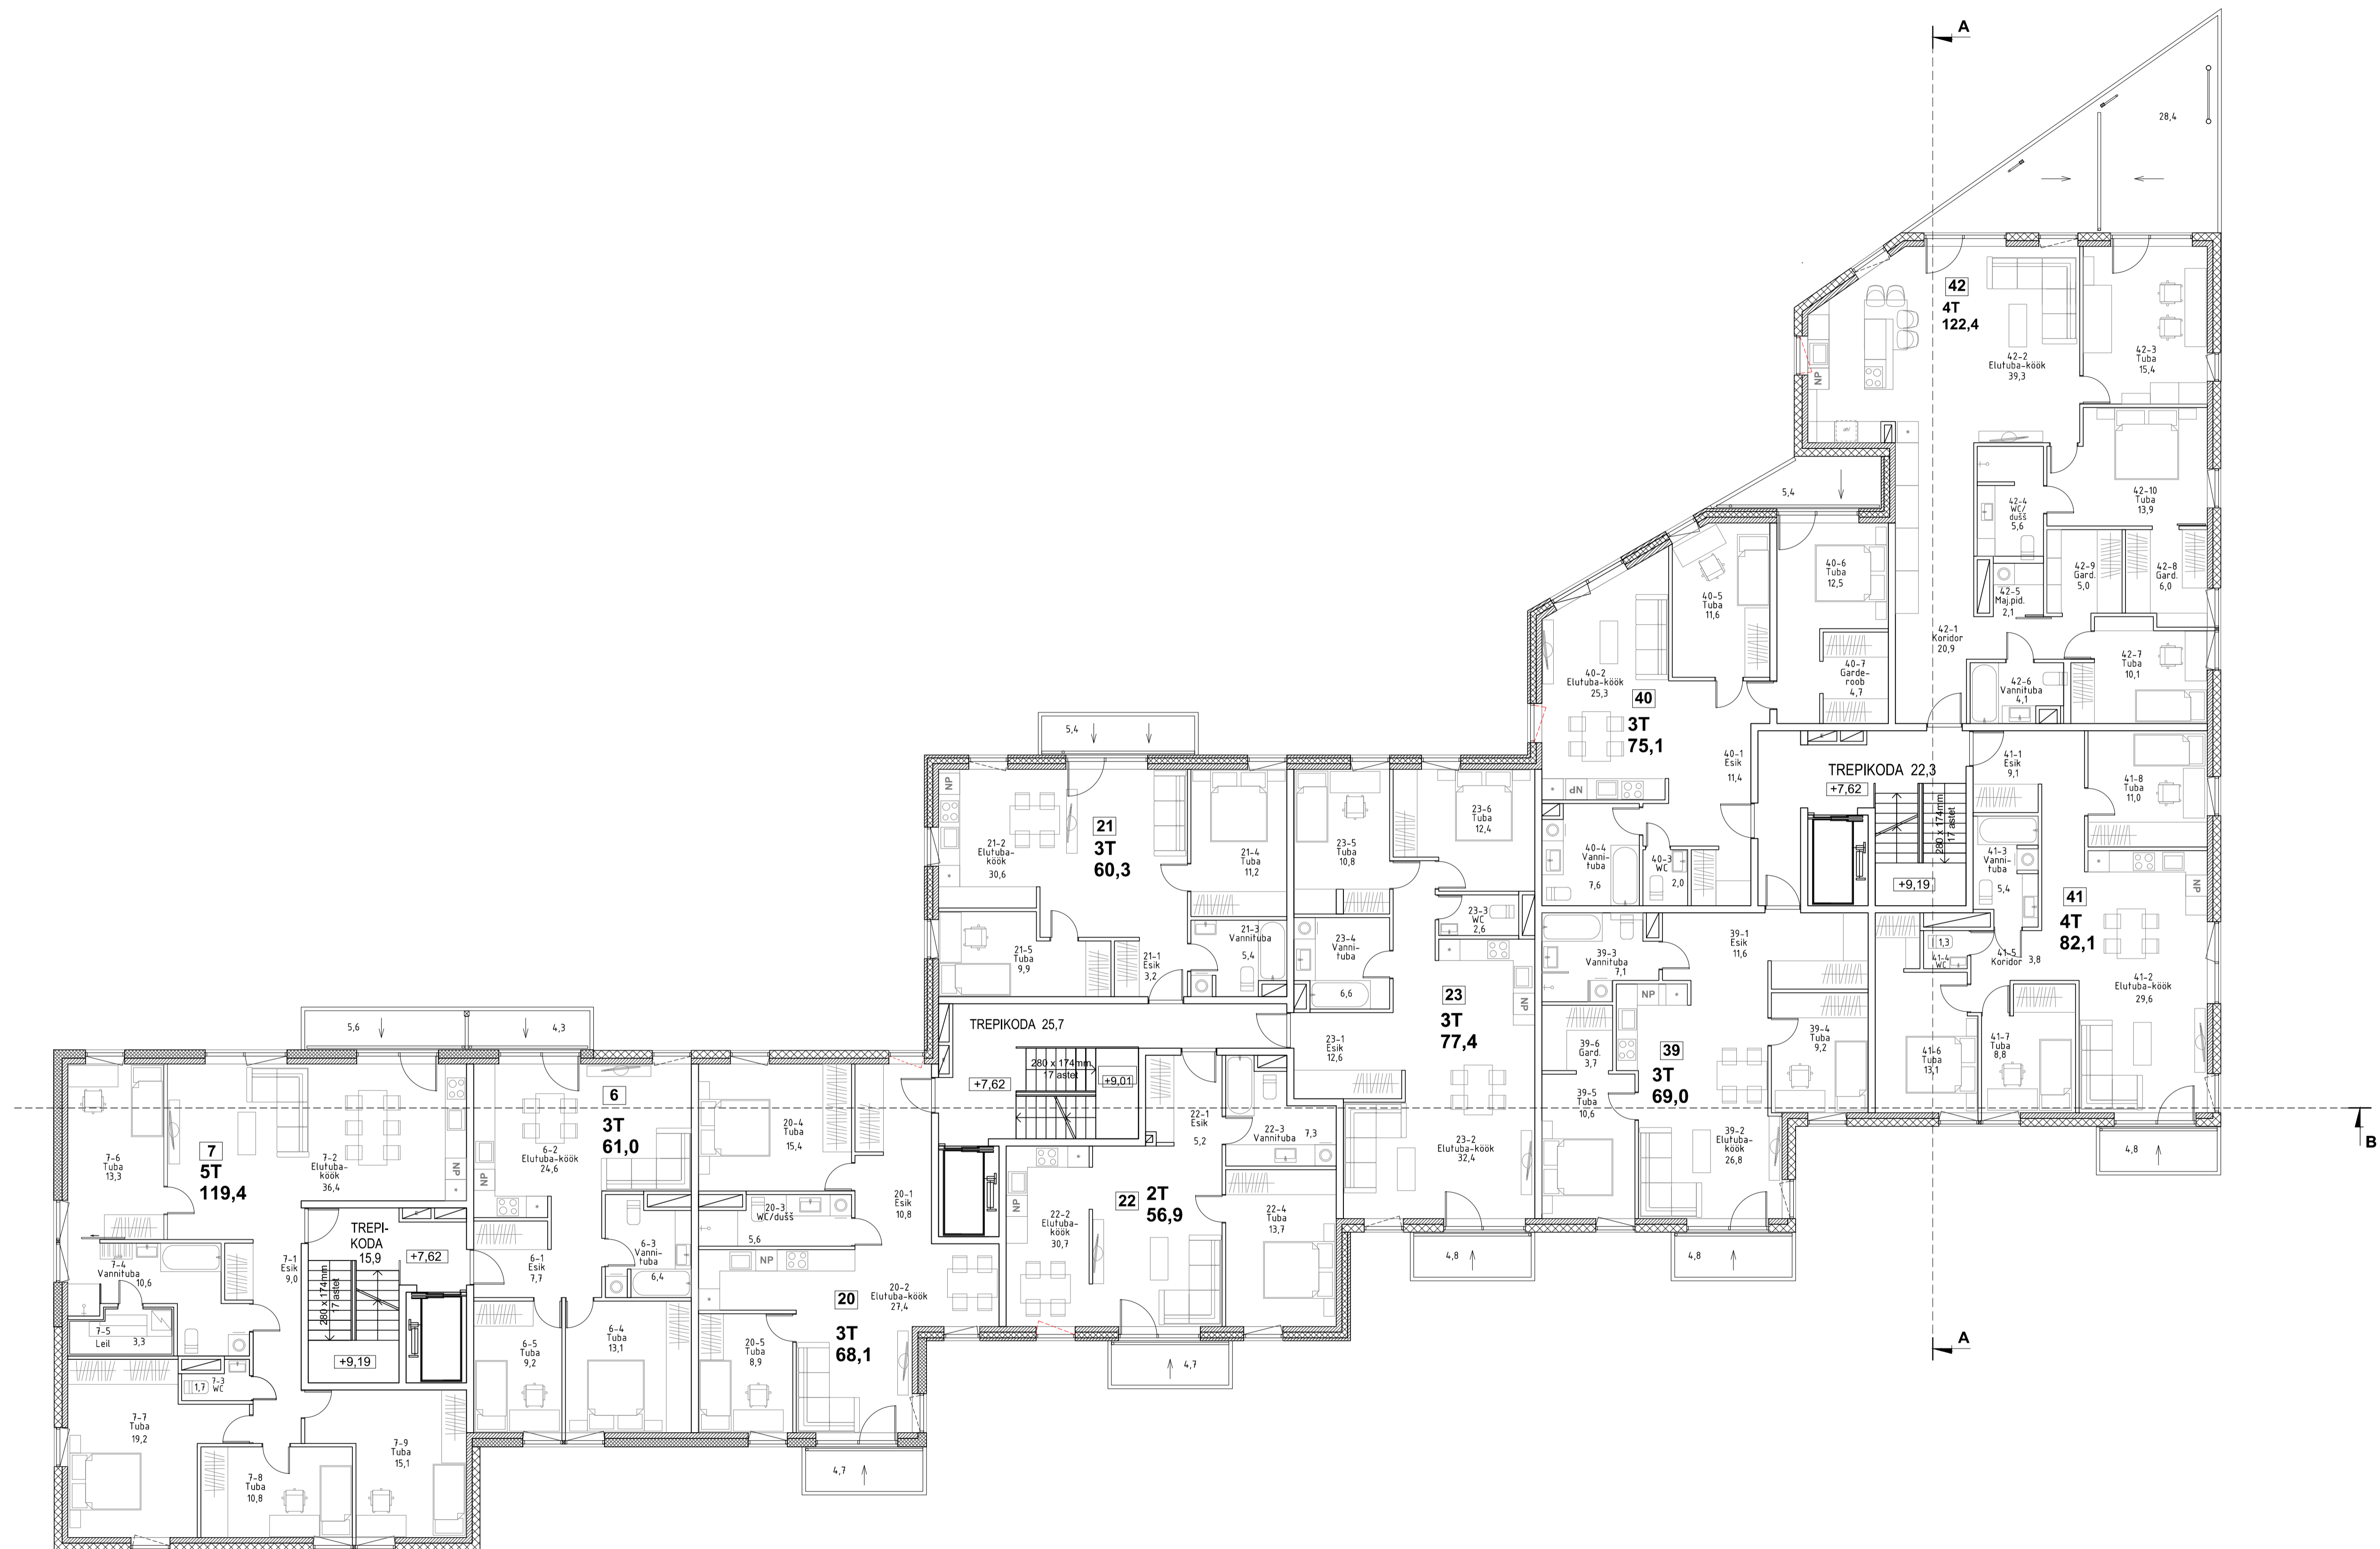 A
28,4
42
4T
122,4
42-2
Elutuba-köök
39,3
42-3
Tuba
15,4
NP
42-10
Tuba
13,9
42-4
WC/
dušš
5,6
42-9
Gard.
5,0
42-8
Gard.
6,0
42-5
Maj.pid.
2,1
42-1
Koridor
20,9
42-6
Vannituba
4,1
42-7
Tuba
10,1
5,4
40-5
Tuba
11,6
40-6
Tuba
12,5
40-7
Garde-
roob
4,7
40-2
Elutuba-köök
25,3
40
3T
75,1
40-1
Esik
11,4
NP
40-4
Vanni-
tuba
7,6
40-3
WC
2,0
TREPIKODA 22,3
+7,62
280 x 174mm
17 astet
+9,19
41-1
Esik
9,1
41-8
Tuba
11,0
41-3
Vanni-
tuba
5,4
NP
41
4T
82,1
41-4
WC
1,3
41-5
Koridor 3,8
41-2
Elutuba-köök
29,6
41-6
Tuba
13,1
41-7
Tuba
8,8
4,8
B
39-1
Esik
11,6
39-3
Vannituba
7,1
NP
39-6
Gard.
3,7
39
3T
69,0
39-4
Tuba
9,2
39-5
Tuba
10,6
39-2
Elutuba-
köök
26,8
4,8
A
5,4
NP
21-2
Elutuba-
köök
30,6
21
3T
60,3
21-4
Tuba
11,2
21-5
Tuba
9,9
21-1
Esik
3,2
21-3
Vannituba
5,4
23-5
Tuba
10,8
23-6
Tuba
12,4
23-3
WC
2,6
23-4
Vanni-
tuba
6,6
NP
23
3T
77,4
23-1
Esik
12,6
23-2
Elutuba-köök
32,4
4,8
TREPIKODA 25,7
+7,62
280 x 174mm
17 astet
+9,01
22-1
Esik
5,2
22-3
Vannituba 7,3
NP
22
2T
56,9
22-2
Elutuba-
köök
30,7
22-4
Tuba
13,7
4,7
5,6
4,3
7-6
Tuba
13,3
7
5T
119,4
7-2
Elutuba-
köök
36,4
NP
7-4
Vannituba
10,6
7-1
Esik
9,0
7-5
Leil
3,3
7-3
WC
1,7
7-7
Tuba
19,2
7-8
Tuba
10,8
7-9
Tuba
15,1
TREPI-
KODA
15,9
+7,62
280 x 174mm
17 astet
+9,19
6
3T
61,0
6-2
Elutuba-köök
24,6
NP
6-1
Esik
7,7
6-3
Vanni-
tuba
6,4
6-5
Tuba
9,2
6-4
Tuba
13,1
20-4
Tuba
15,4
20-3
WC/dušš
5,6
20-1
Esik
10,8
NP
20-2
Elutuba-köök
27,4
20
3T
68,1
20-5
Tuba
8,9
4,7